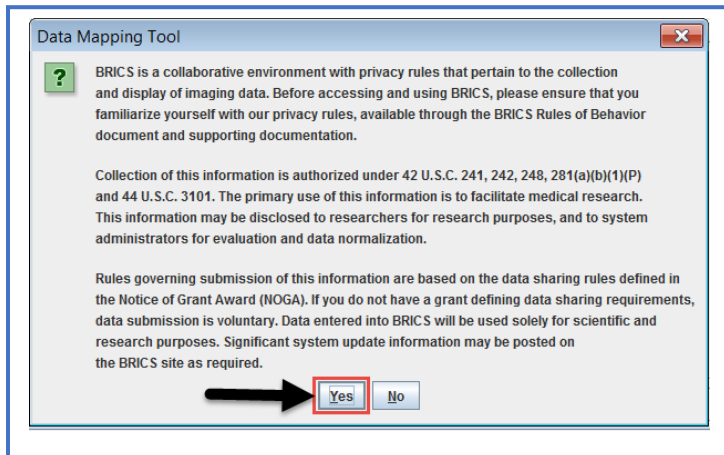 Data Mapping Tool
?
BRICS is a collaborative environment with privacy rules that pertain to the collection
and display of imaging data. Before accessing and using BRICS, please ensure that you
familiarize yourself with our privacy rules, available through the BRICS Rules of Behavior
document and supporting documentation.
Collection of this information is authorized under 42 U.S.C. 241, 242, 248, 281(a)(b)(1)(P)
and 44 U.S.C. 3101. The primary use of this information is to facilitate medical research.
This information may be disclosed to researchers for research purposes, and to system
administrators for evaluation and data normalization.
Rules governing submission of this information are based on the data sharing rules defined in
the Notice of Grant Award (NOGA). If you do not have a grant defining data sharing requirements,
data submission is voluntary. Data entered into BRICS will be used solely for scientific and
research purposes. Significant system update information may be posted on
the BRICS site as required.
Yes No